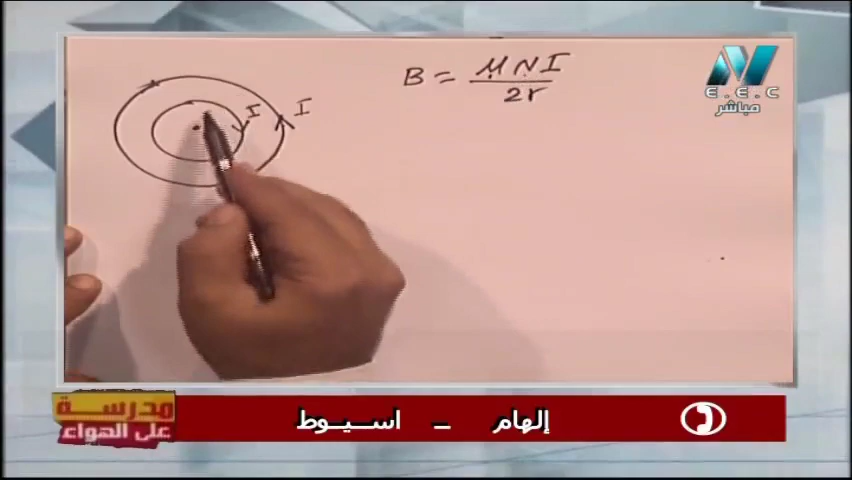 B = μNI / 2r
I
I
E.E.C
مباشر
مدرسة
على الهواء
إلهام - اسيوط